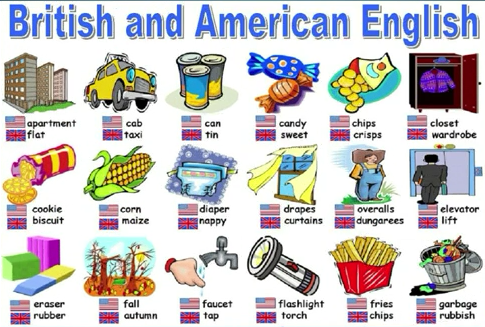 British and American English
apartment
flat
cab
taxi
can
tin
candy
sweet
chips
crisps
closet
wardrobe
cookie
biscuit
corn
maize
diaper
nappy
drapes
curtains
overalls
dungarees
elevator
lift
eraser
rubber
fall
autumn
faucet
tap
flashlight
torch
fries
chips
garbage
rubbish